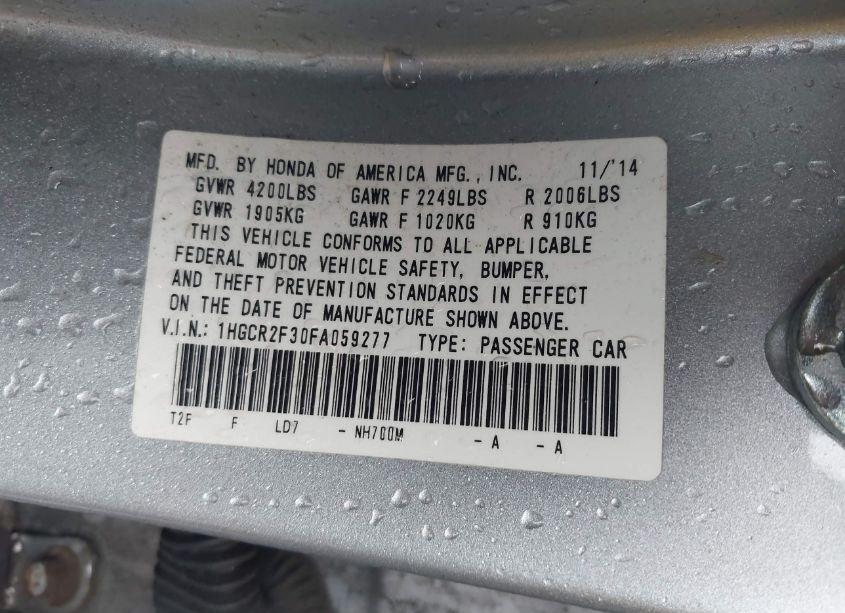 MFD. BY HONDA OF AMERICA MFG., INC. 11/'14
GVWR 4200LBS GAWR F 2249LBS R 2006LBS
GVWR 1905KG GAWR F 1020KG R 910KG
THIS VEHICLE CONFORMS TO ALL APPLICABLE
FEDERAL MOTOR VEHICLE SAFETY, BUMPER,
AND THEFT PREVENTION STANDARDS IN EFFECT
ON THE DATE OF MANUFACTURE SHOWN ABOVE.
V.I.N.: 1HGCR2F30FA059277 TYPE: PASSENGER CAR
T2F F LD7 - NH700M - A - A